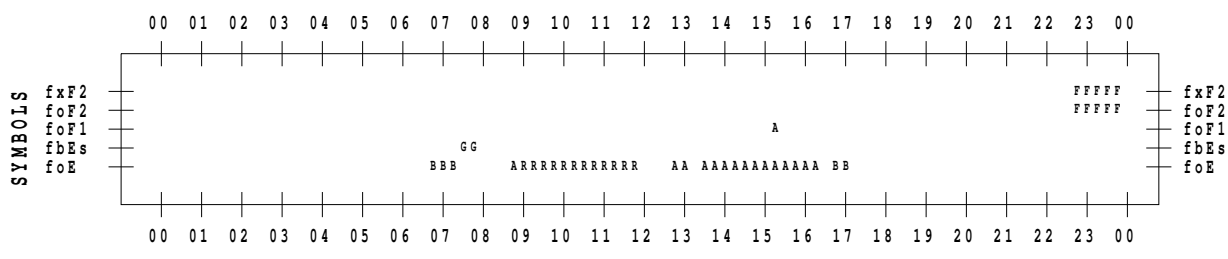 00 01 02 03 04 05 06 07 08 09 10 11 12 13 14 15 16 17 18 19 20 21 22 23 00
SYMBOLS
fxF2 FFFFF fxF2
foF2 FFFFF foF2
foF1 A foF1
fbEs GG fbEs
foE BBB ARRRRRRRRRRRR AA AAAAAAAAAAAA BB foE
00 01 02 03 04 05 06 07 08 09 10 11 12 13 14 15 16 17 18 19 20 21 22 23 00